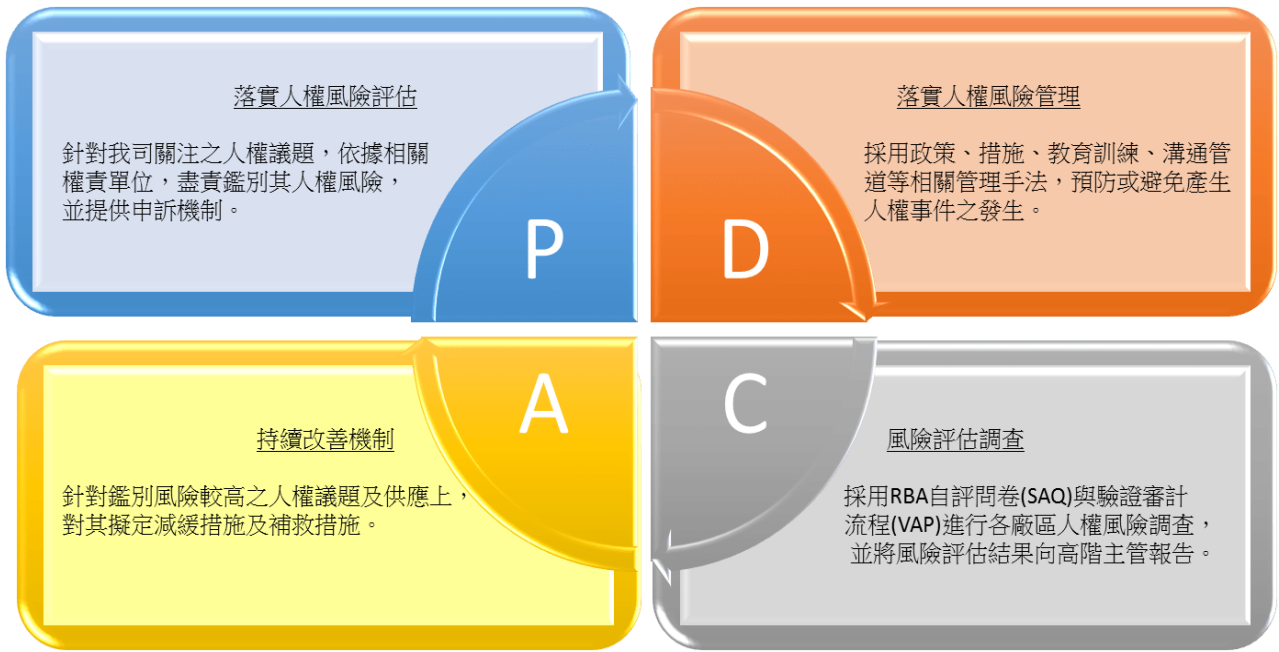 落實人權風險評估
針對我司關注之人權議題，依據相關
權責單位，盡責鑑別其人權風險，
並提供申訴機制。
P
落實人權風險管理
採用政策、措施、教育訓練、溝通管
道等相關管理手法，預防或避免產生
人權事件之發生。
D
持續改善機制
針對鑑別風險較高之人權議題及供應上，
對其擬定減緩措施及補救措施。
A
風險評估調查
採用RBA自評問卷(SAQ)與驗證審計
流程(VAP)進行各廠區人權風險調查，
並將風險評估結果向高階主管報告。
C